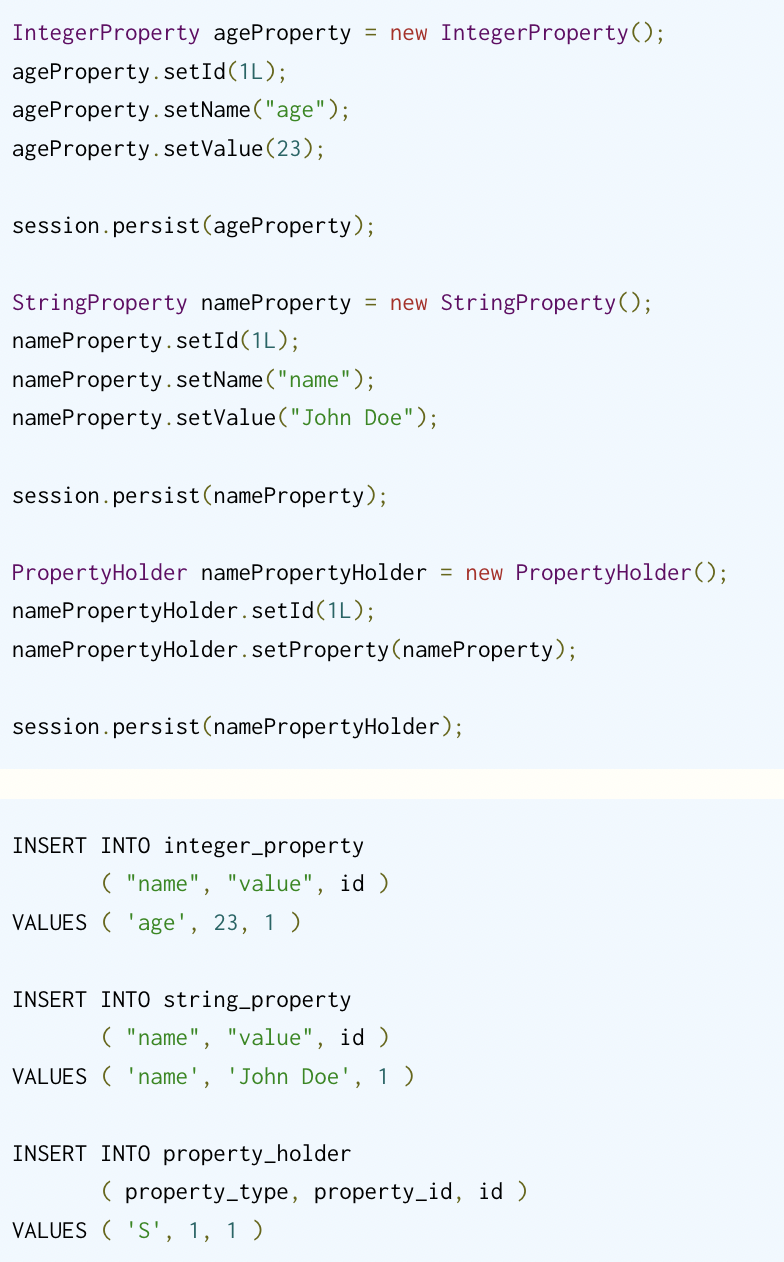 IntegerProperty ageProperty = new IntegerProperty();
ageProperty.setId(1L);
ageProperty.setName("age");
ageProperty.setValue(23);
session.persist(ageProperty);
StringProperty nameProperty = new StringProperty();
nameProperty.setId(1L);
nameProperty.setName("name");
nameProperty.setValue("John Doe");
session.persist(nameProperty);
PropertyHolder namePropertyHolder = new PropertyHolder();
namePropertyHolder.setId(1L);
namePropertyHolder.setProperty(nameProperty);
session.persist(namePropertyHolder);
INSERT INTO integer_property
( "name", "value", id )
VALUES ( 'age', 23, 1 )
INSERT INTO string_property
( "name", "value", id )
VALUES ( 'name', 'John Doe', 1 )
INSERT INTO property_holder
( property_type, property_id, id )
VALUES ( 'S', 1, 1 )